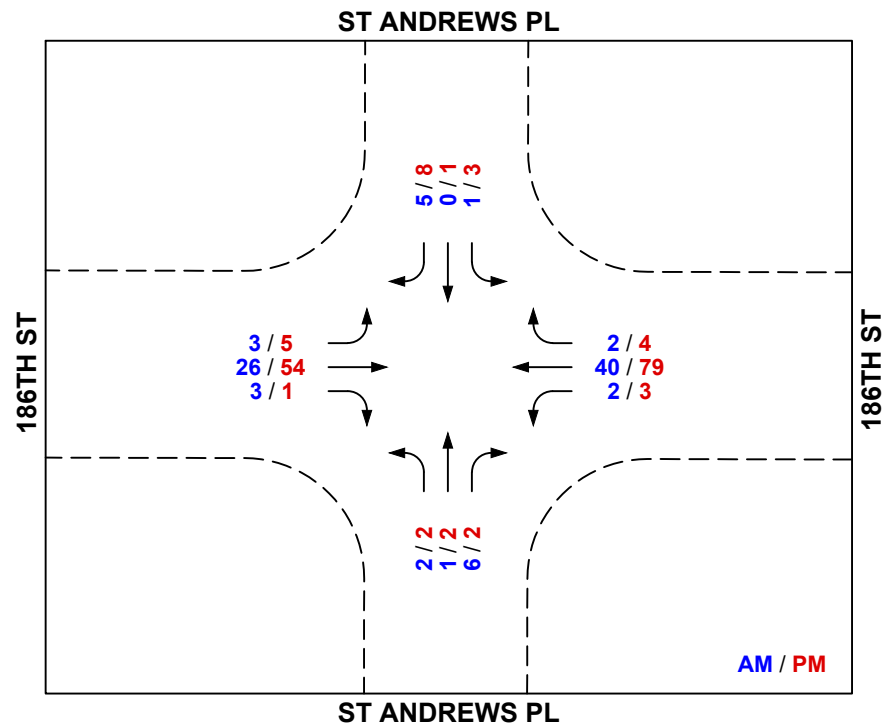 ST ANDREWS PL
5 / 8
0 / 1
1 / 3
186TH ST
3 / 5
26 / 54
3 / 1
2 / 4
40 / 79
2 / 3
186TH ST
2 / 2
1 / 2
6 / 2
AM / PM
ST ANDREWS PL